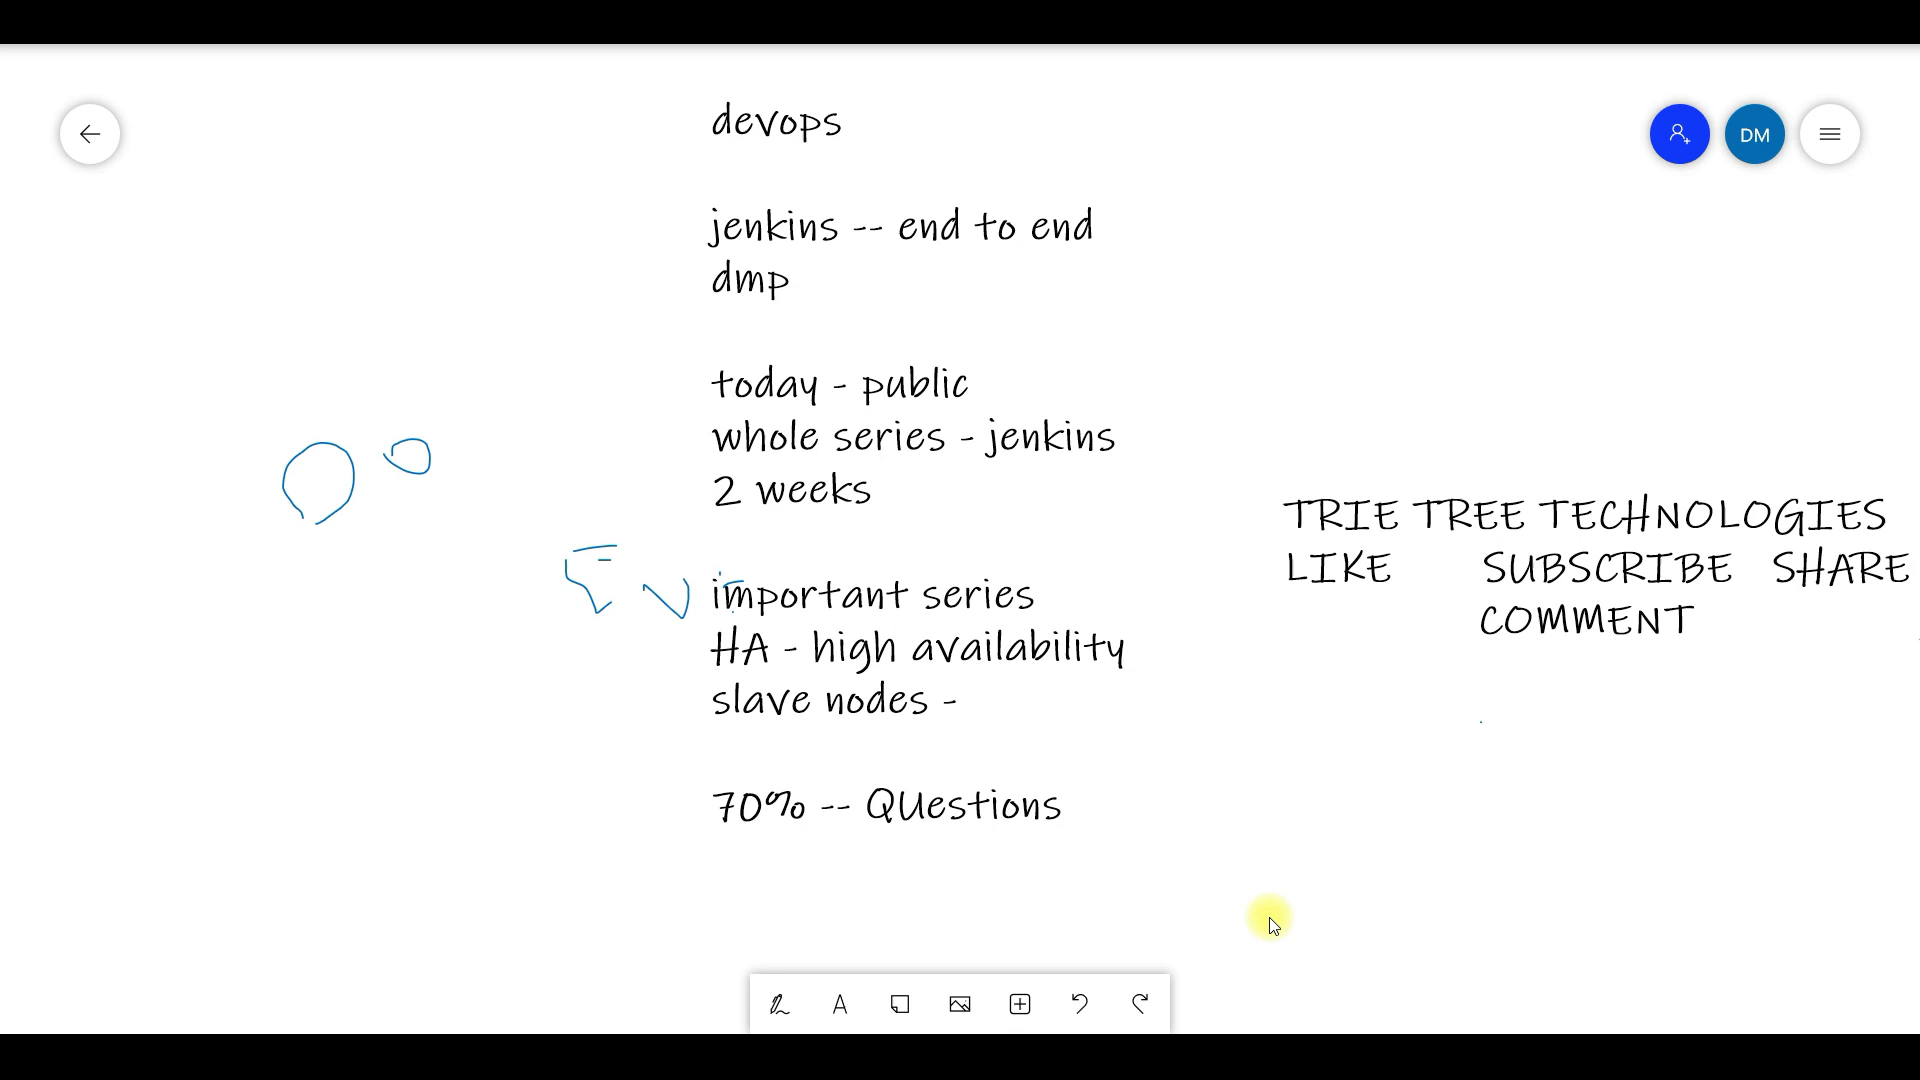 devops
DM
jenkins -- end to end
dmp
today - public
whole series - jenkins
2 weeks
important series
HA - high availability
slave nodes -
70% -- QUestions
TRIE TREE TECHNOLOGIES
LIKE SUBSCRIBE SHARE
COMMENT
A